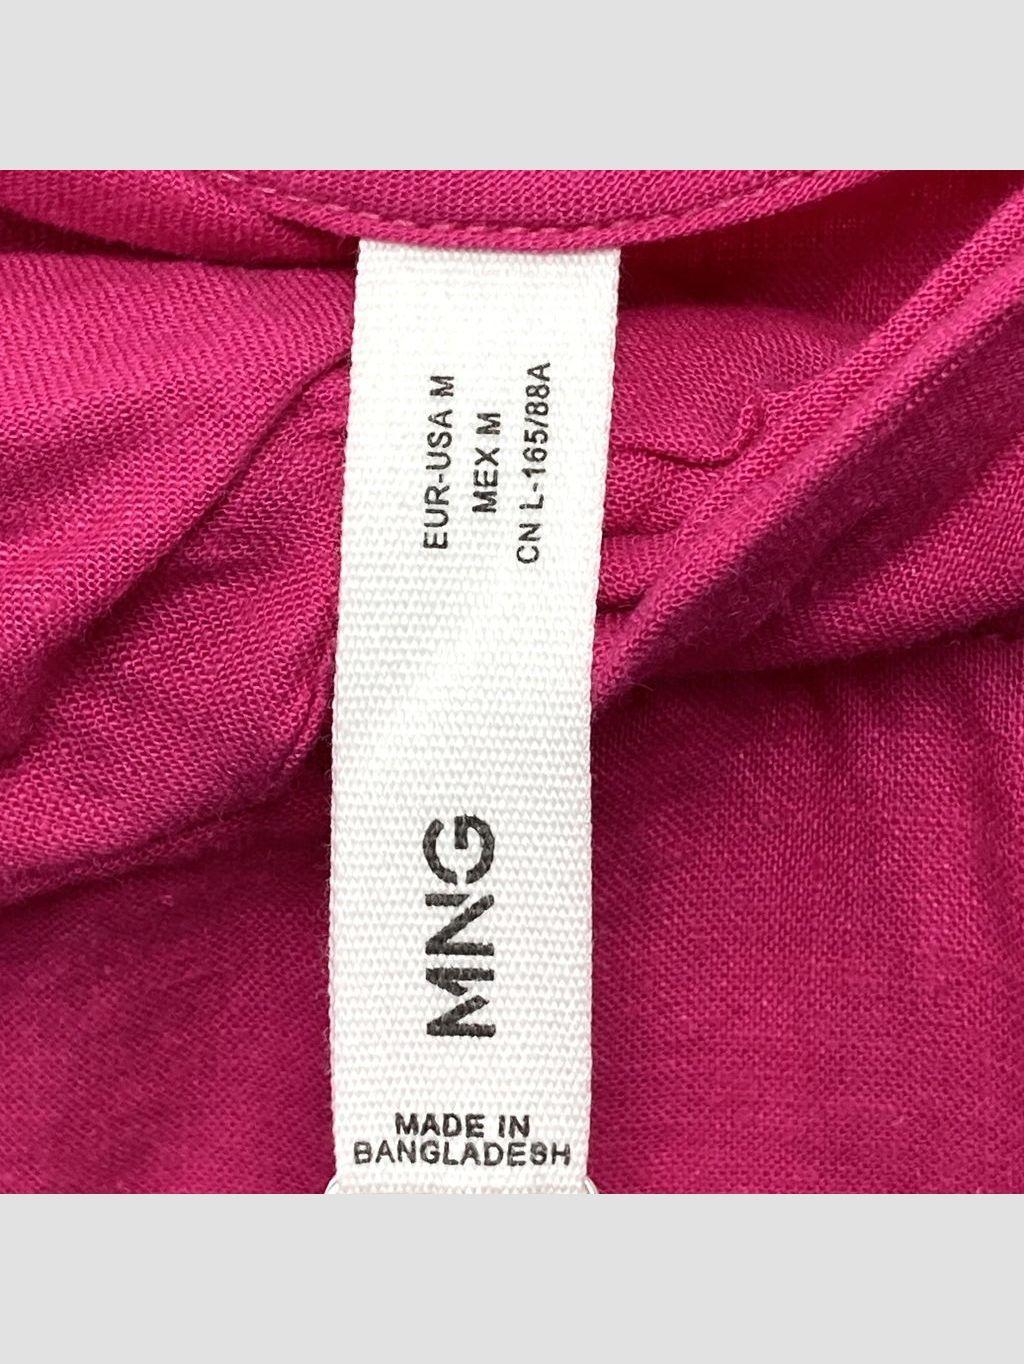 EUR-USA M
MEX M
CN L-165/88A
MNG
MADE IN
BANGLADESH